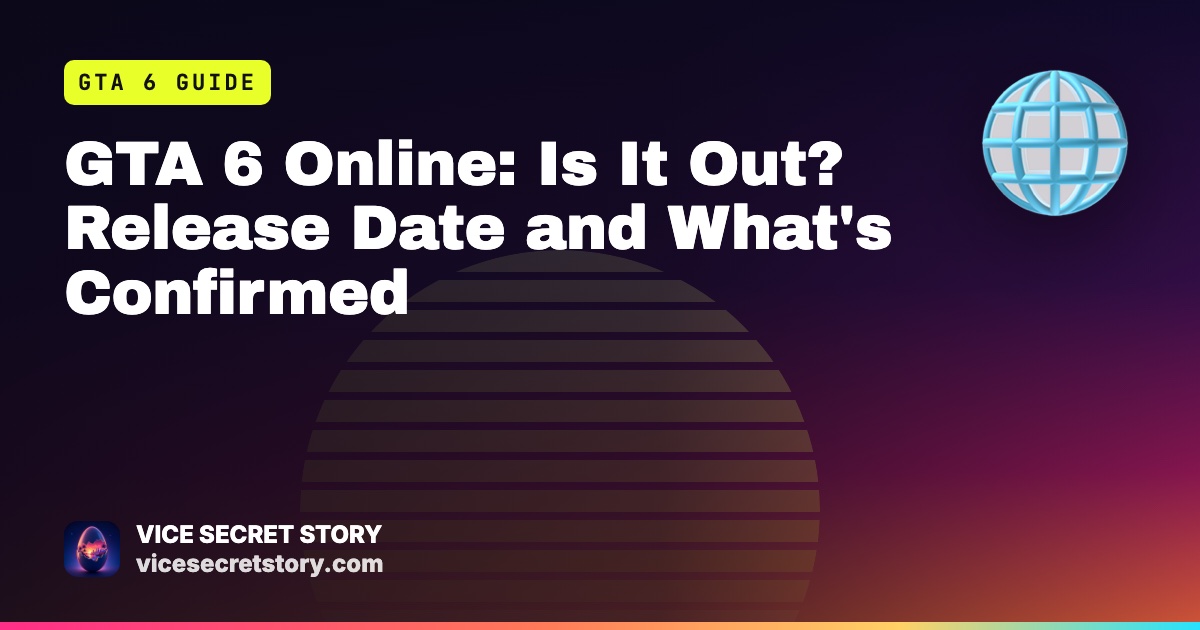 GTA 6 GUIDE
GTA 6 Online: Is It Out?
Release Date and What's
Confirmed
VICE SECRET STORY
vicesecretstory.com